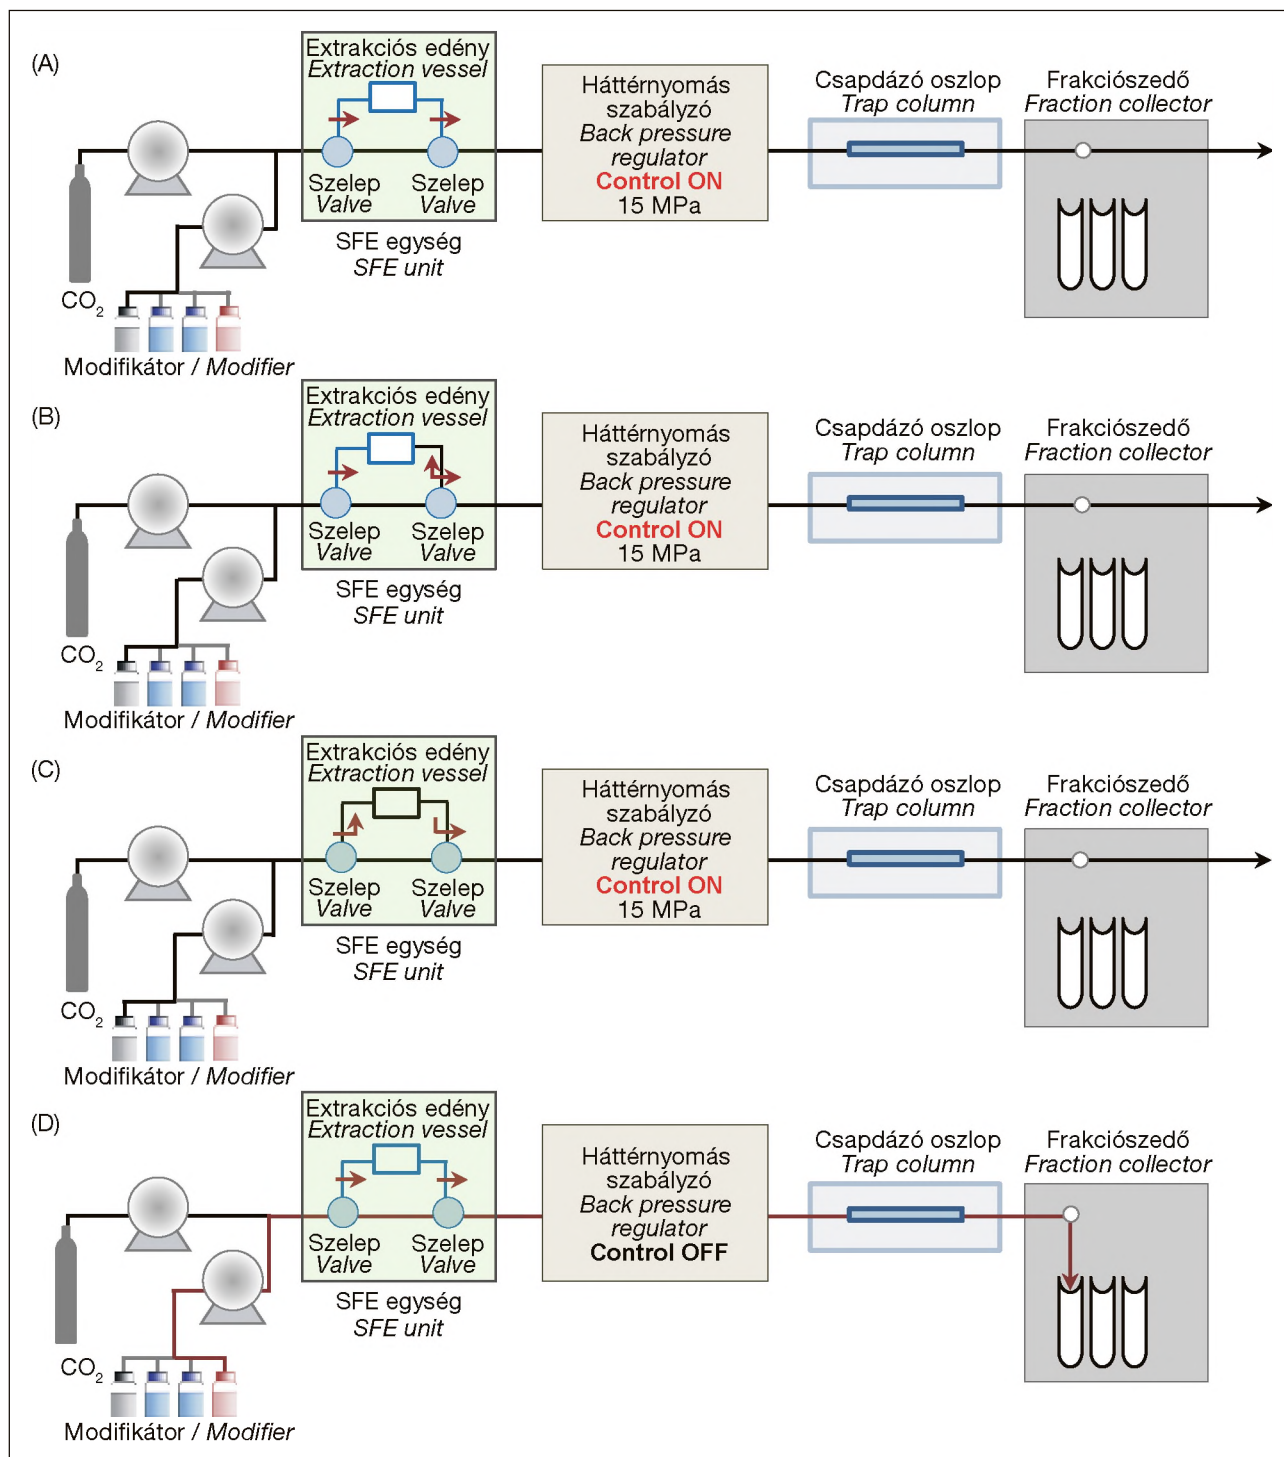 (A)
Extrakciós edény
Extraction vessel
Szelep
Valve
Szelep
Valve
SFE egység
SFE unit
Háttérnyomás
szabályzó
Back pressure
regulator
Control ON
15 MPa
Csapdázó oszlop
Trap column
Frakciószedő
Fraction collector
CO2
Modifikátor / Modifier
(B)
Extrakciós edény
Extraction vessel
Szelep
Valve
Szelep
Valve
SFE egység
SFE unit
Háttérnyomás
szabályzó
Back pressure
regulator
Control ON
15 MPa
Csapdázó oszlop
Trap column
Frakciószedő
Fraction collector
CO2
Modifikátor / Modifier
(C)
Extrakciós edény
Extraction vessel
Szelep
Valve
Szelep
Valve
SFE egység
SFE unit
Háttérnyomás
szabályzó
Back pressure
regulator
Control ON
15 MPa
Csapdázó oszlop
Trap column
Frakciószedő
Fraction collector
CO2
Modifikátor / Modifier
(D)
Extrakciós edény
Extraction vessel
Szelep
Valve
Szelep
Valve
SFE egység
SFE unit
Háttérnyomás
szabályzó
Back pressure
regulator
Control OFF
Csapdázó oszlop
Trap column
Frakciószedő
Fraction collector
CO2
Modifikátor / Modifier